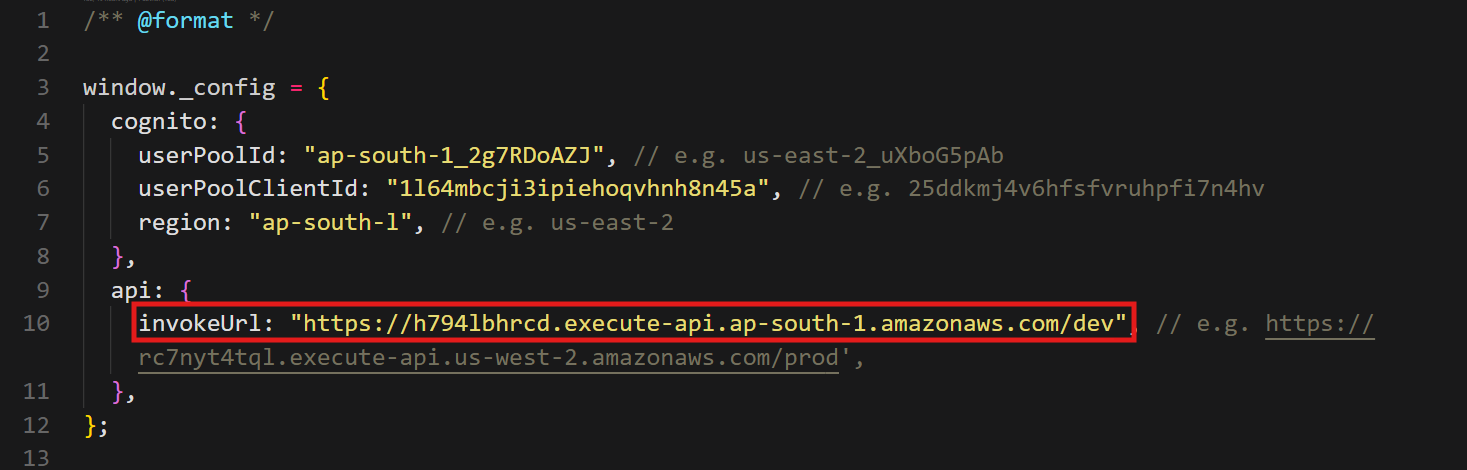 1 /** @format */
2
3 window._config = {
4 cognito: {
5 userPoolId: "ap-south-1_2g7RDoAZJ", // e.g. us-east-2_uXboG5pAb
6 userPoolClientId: "1l64mbcji3ipiehoqvhnh8n45a", // e.g. 25ddkmj4v6hfsfvruhpfi7n4hv
7 region: "ap-south-l", // e.g. us-east-2
8 },
9 api: {
10 invokeUrl: "https://h794lbhrcd.execute-api.ap-south-1.amazonaws.com/dev", // e.g. https://
rc7nyt4tql.execute-api.us-west-2.amazonaws.com/prod',
11 },
12 };
13